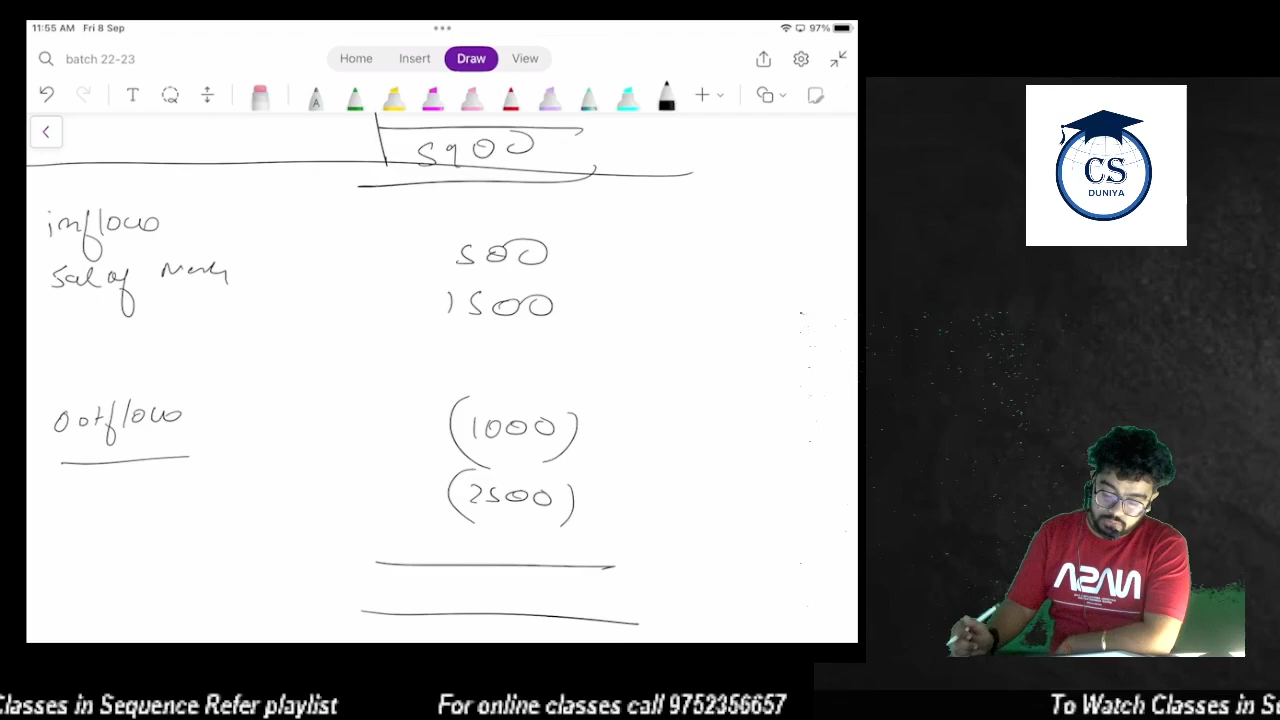 11:55 AM Fri 8 Sep
97%
batch 22-23
Home Insert Draw View
T
A
5900
inflow
500
Sal of Mach
1500
outflow
(1000)
(2500)
CS
DUNIYA
Classes in Sequence Refer playlist For online classes call 9752356657 To Watch Classes in S